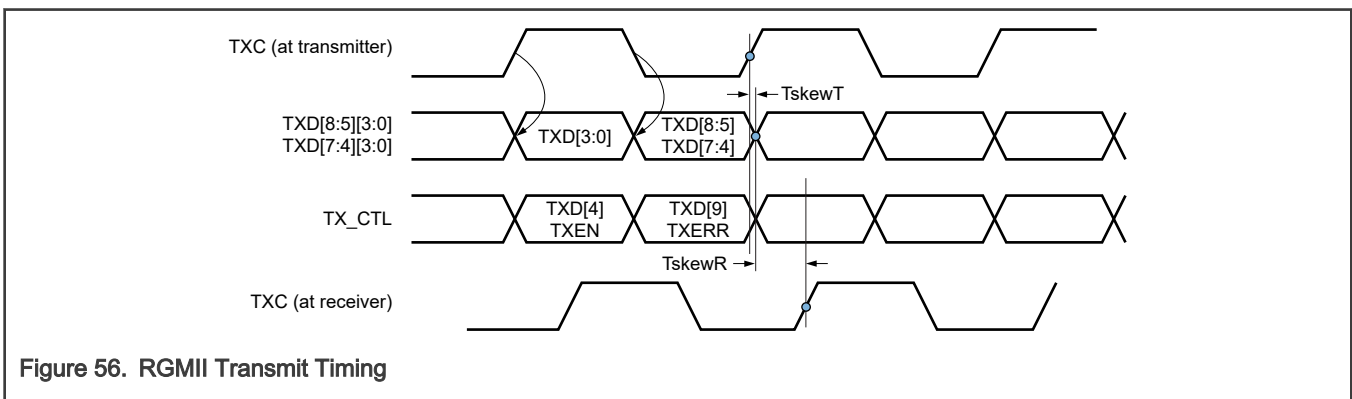 TXC (at transmitter)
TskewT
TXD[8:5][3:0]
TXD[7:4][3:0]
TXD[3:0]
TXD[8:5]
TXD[7:4]
TX_CTL
TXD[4]
TXEN
TXD[9]
TXERR
TskewR
TXC (at receiver)
Figure 56. RGMII Transmit Timing